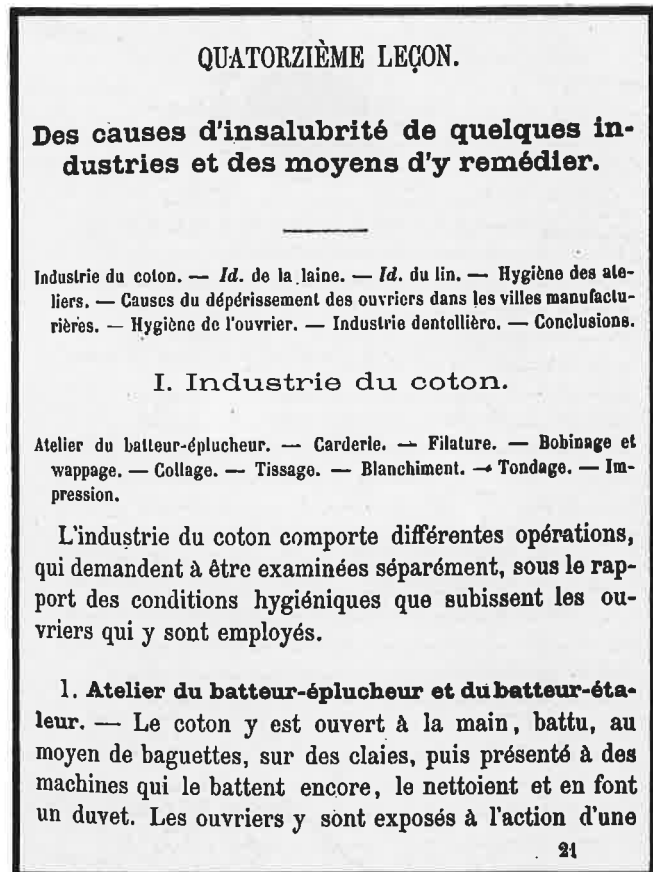 QUATORZIÈME LEÇON.
Des causes d'insalubrité de quelques in-
dustries et des moyens d'y remédier.
Industrie du coton. — Id. de la laine. — Id. du lin. — Hygiène des ate-
liers. — Causes du dépérissement des ouvriers dans les villes manufactu-
rières. — Hygiène de l'ouvrier. — Industrie dentellière. — Conclusions.
I. Industrie du coton.
Atelier du batteur-éplucheur. — Carderie. — Filature. — Bobinage et
wappage. — Collage. — Tissage. — Blanchiment. — Tondage. — Im-
pression.
L'industrie du coton comporte différentes opérations,
qui demandent à être examinées séparément, sous le rap-
port des conditions hygiéniques que subissent les ou-
vriers qui y sont employés.
1. Atelier du batteur-éplucheur et du batteur-éta-
leur. — Le coton y est ouvert à la main, battu, au
moyen de baguettes, sur des claies, puis présenté à des
machines qui le battent encore, le nettoient et en font
un duvet. Les ouvriers y sont exposés à l'action d'une
21